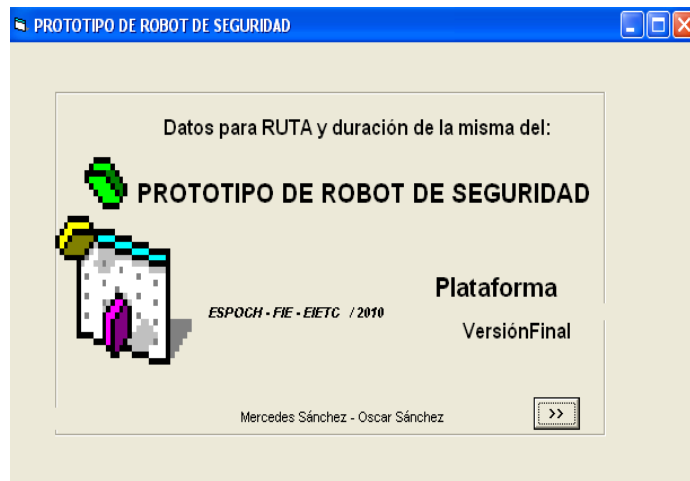 PROTOTIPO DE ROBOT DE SEGURIDAD
Datos para RUTA y duración de la misma del:
PROTOTIPO DE ROBOT DE SEGURIDAD
Plataforma
ESPOCH - FIE - EIETC / 2010
VersiónFinal
Mercedes Sánchez - Oscar Sánchez
>>